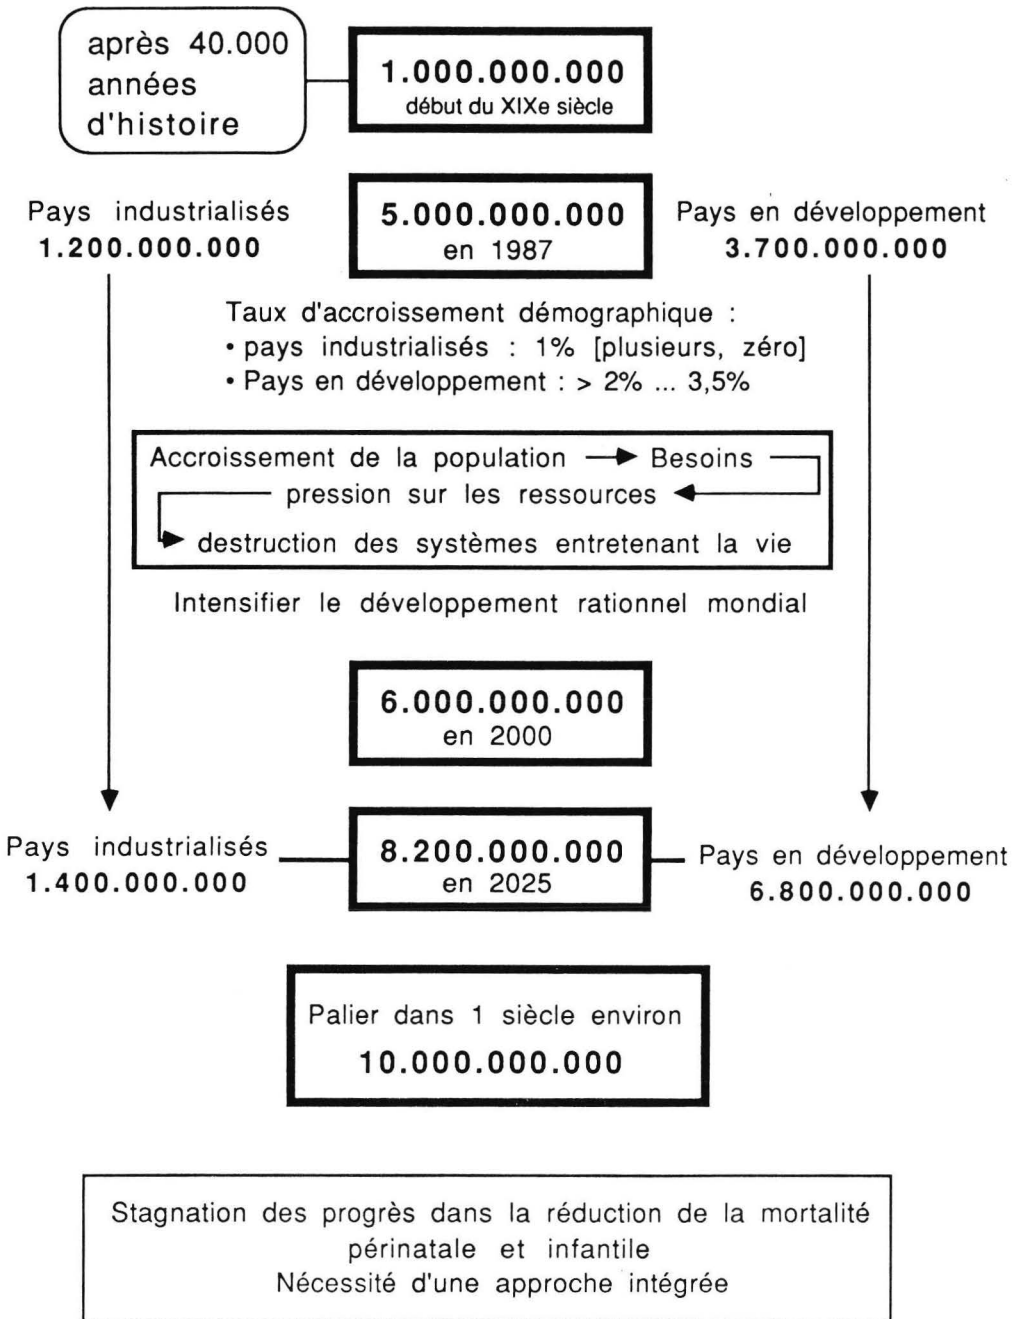 après 40.000
années
d'histoire
1.000.000.000
début du XIXe siècle
Pays industrialisés
1.200.000.000
5.000.000.000
en 1987
Pays en développement
3.700.000.000
Taux d'accroissement démographique :
• pays industrialisés : 1% [plusieurs, zéro]
• Pays en développement : > 2% ... 3,5%
Accroissement de la population Besoins
pression sur les ressources
destruction des systèmes entretenant la vie
Intensifier le développement rationnel mondial
6.000.000.000
en 2000
Pays industrialisés
1.400.000.000
8.200.000.000
en 2025
Pays en développement
6.800.000.000
Palier dans 1 siècle environ
10.000.000.000
Stagnation des progrès dans la réduction de la mortalité
périnatale et infantile
Nécessité d'une approche intégrée